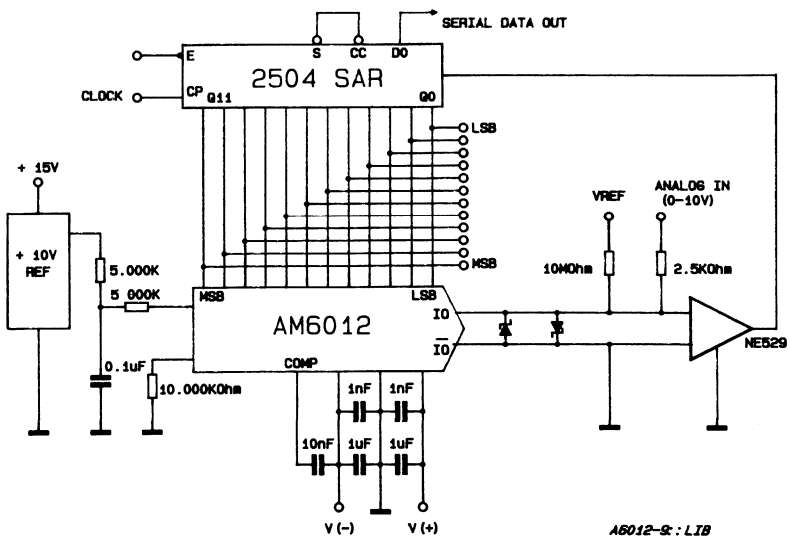 SERIAL DATA OUT
S CC DO
E
2504 SAR
CLOCK
CP Q11 Q0
LSB
+ 15V
VREF
ANALOG IN
(0-10V)
+ 10V
REF
5.000K
MSB
10MOhm
2.5KOhm
5 000K
MSB LSB
IO
AM6012
IO
NE529
COMP
0.1uF
10.000KOhm
1nF 1nF
10nF 1uF 1uF
V (-) V (+)
A6012-9::LIB